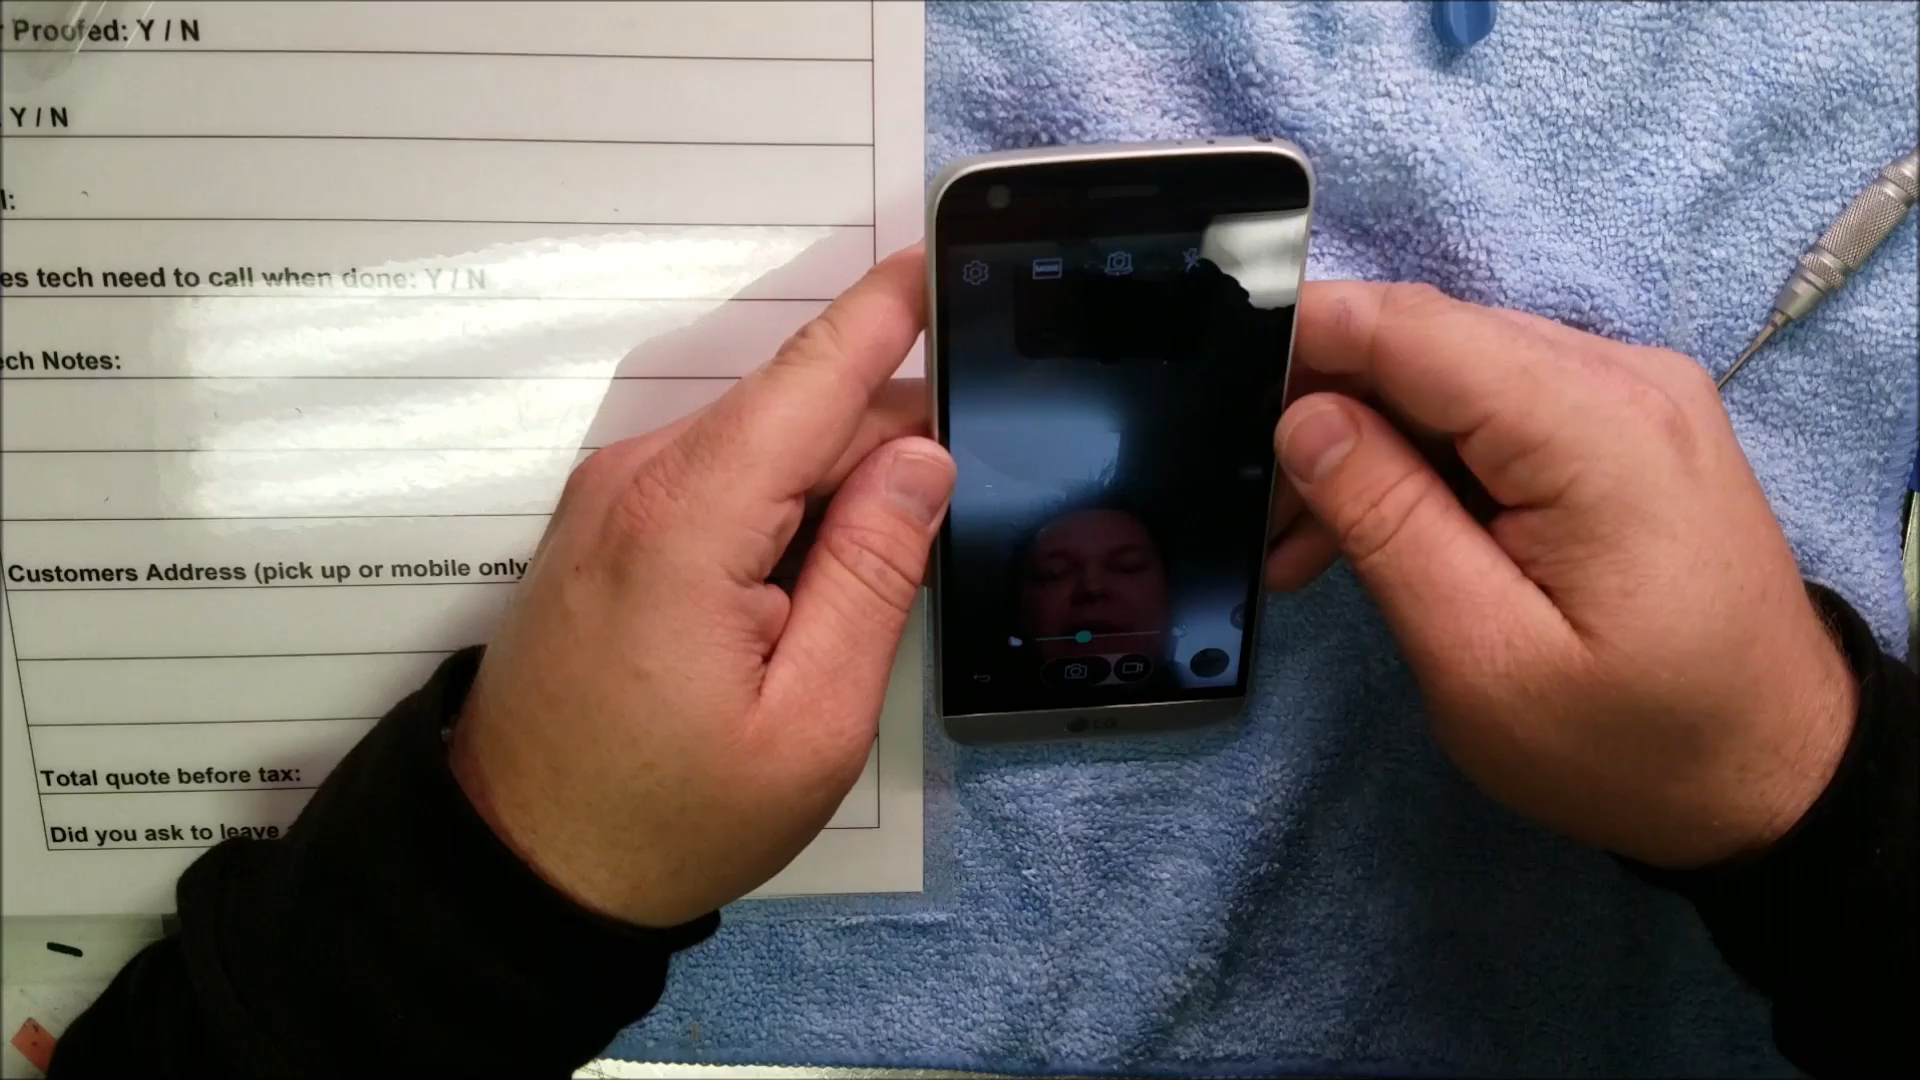 Proofed: Y / N
Y / N
l:
es tech need to call when done: Y / N
ch Notes:
Customers Address (pick up or mobile only)
Total quote before tax:
Did you ask to leave
MODE
LG